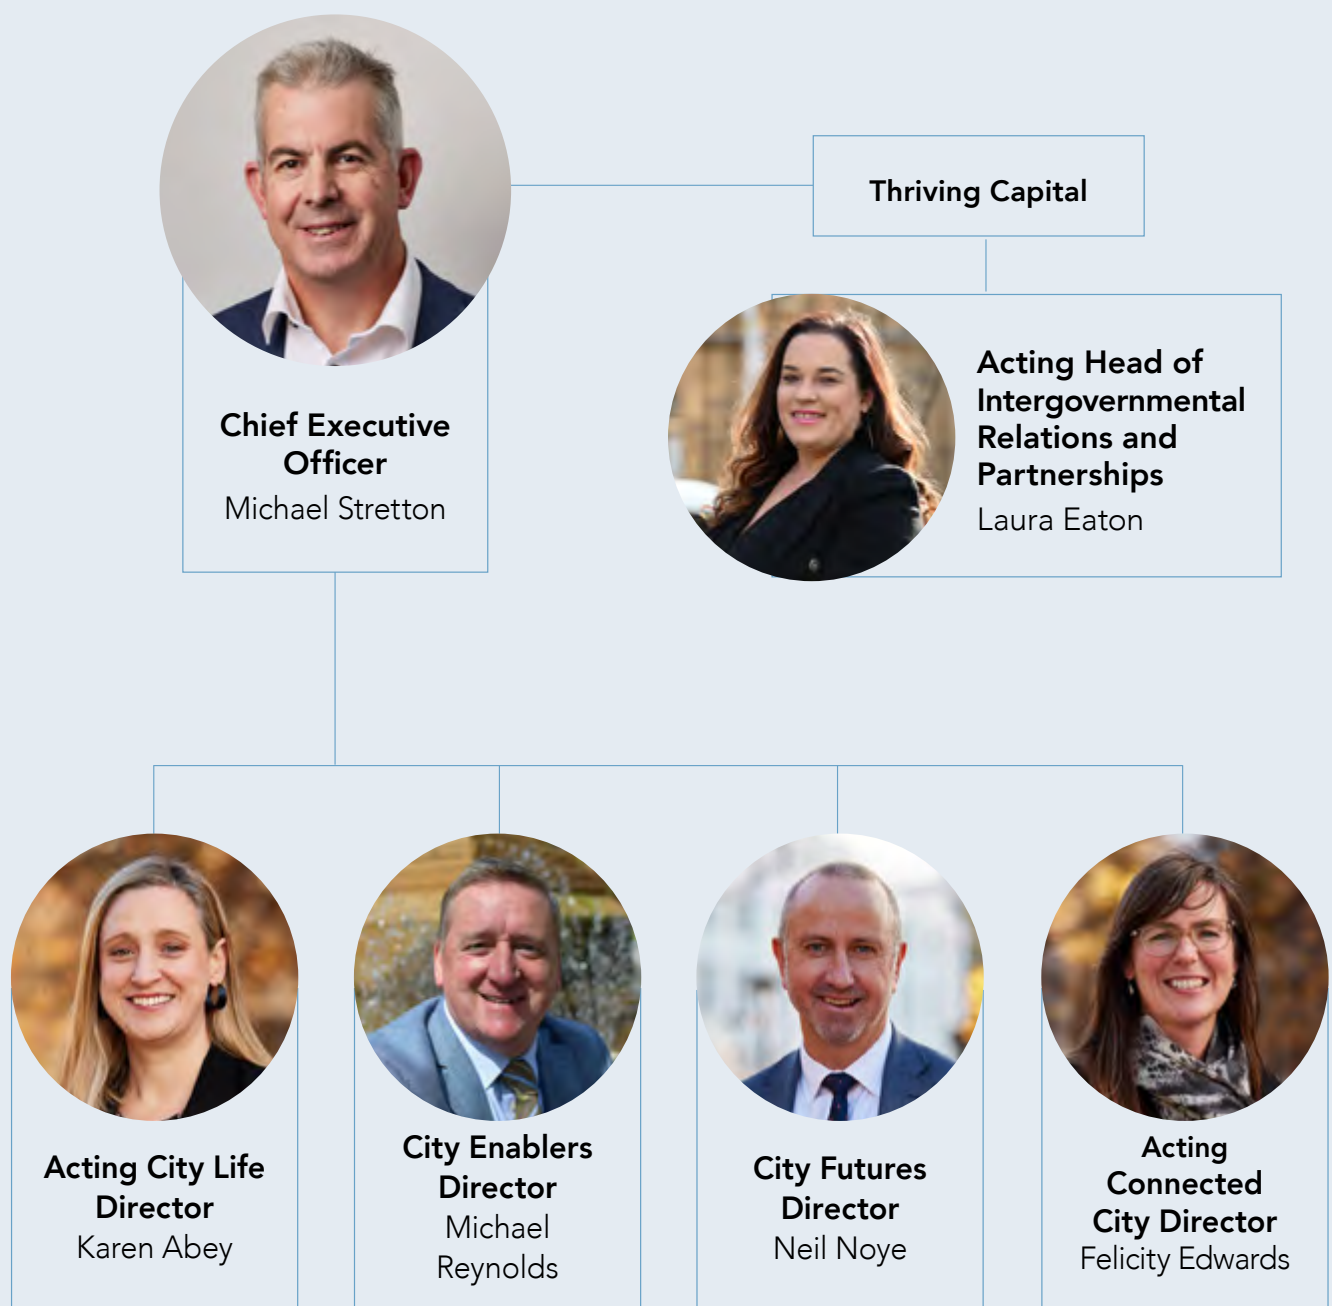 Thriving Capital
Chief Executive
Officer
Michael Stretton
Acting Head of
Intergovernmental
Relations and
Partnerships
Laura Eaton
Acting City Life
Director
Karen Abey
City Enablers
Director
Michael
Reynolds
City Futures
Director
Neil Noye
Acting
Connected
City Director
Felicity Edwards